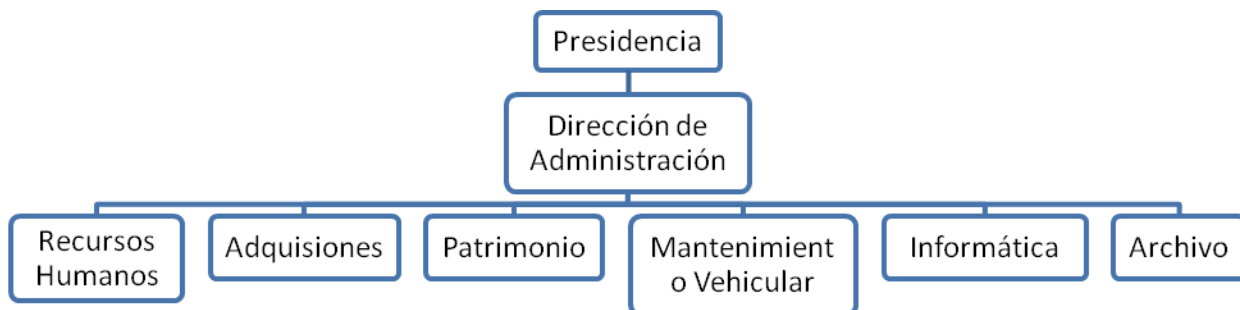 Presidencia
Dirección de
Administración
Recursos
Humanos
Adquisiones
Patrimonio
Mantenimient
o Vehicular
Informática
Archivo